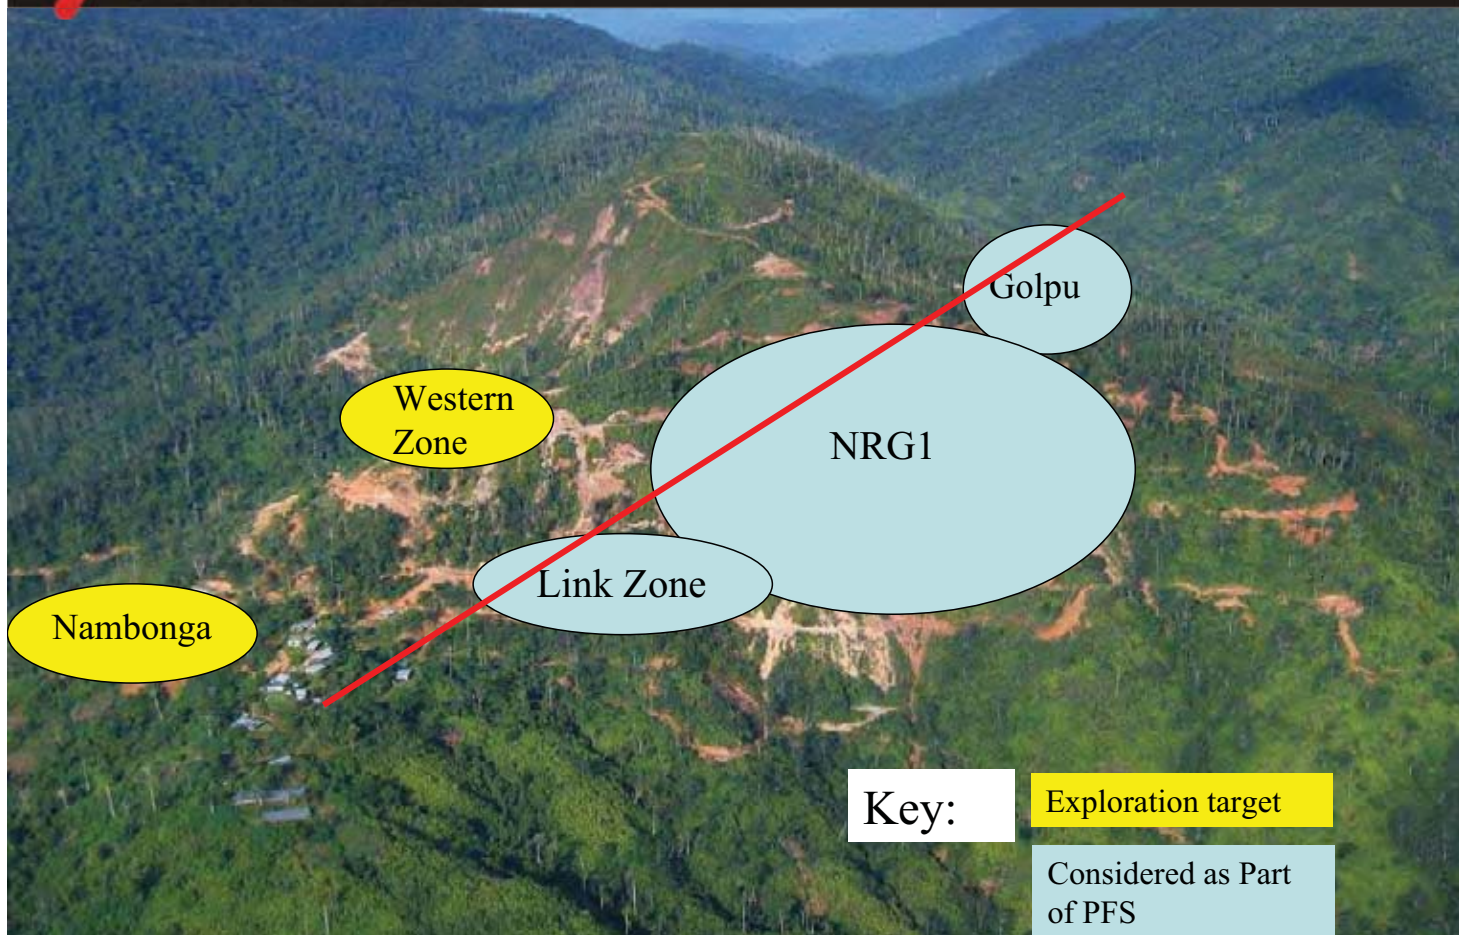 Golpu
Western
Zone
NRG1
Link Zone
Nambonga
Key:
Exploration target
Considered as Part
of PFS